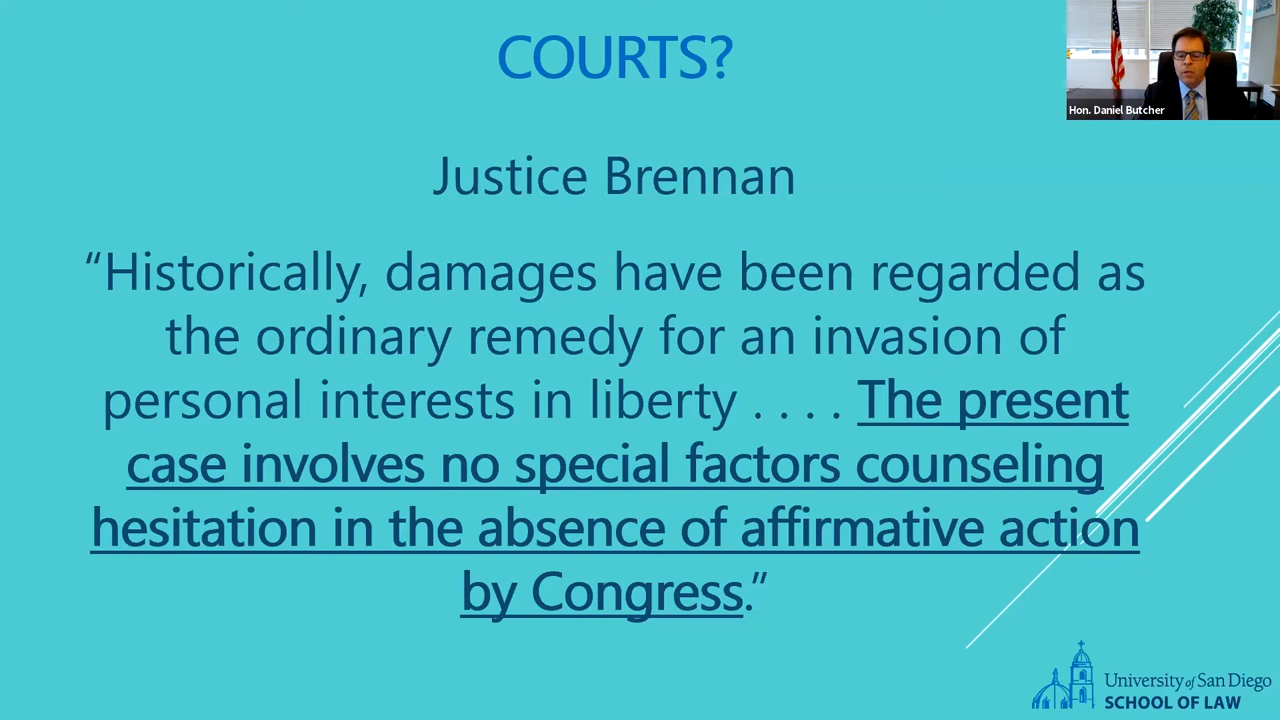 COURTS?
Hon. Daniel Butcher
Justice Brennan
“Historically, damages have been regarded as
the ordinary remedy for an invasion of
personal interests in liberty . . . . The present
case involves no special factors counseling
hesitation in the absence of affirmative action
by Congress.”
University of San Diego
SCHOOL OF LAW